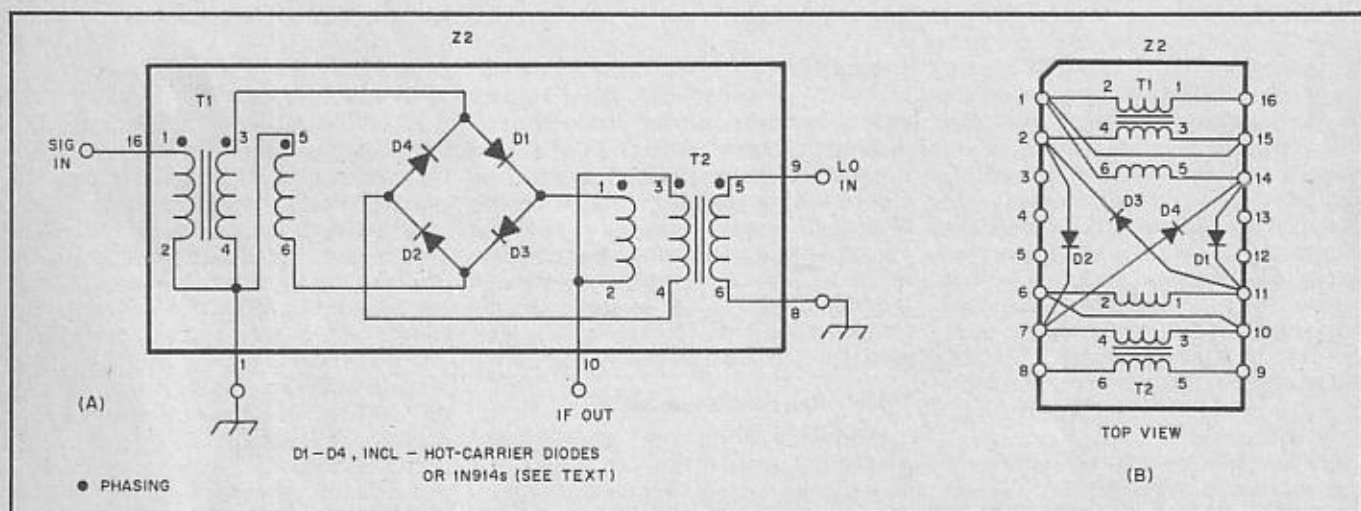 Z2
T1
SIG
IN
16
1
3
5
2
4
6
D4
D1
D2
D3
T2
1
3
5
2
4
6
9
LO
IN
8
1
10
(A)
IF OUT
D1-D4, INCL - HOT-CARRIER DIODES
OR 1N914s (SEE TEXT)
● PHASING
Z2
1
2
T1
1
16
2
4
3
15
3
6
5
14
4
D3
D4
13
5
D2
D1
12
6
2
1
11
7
4
3
10
8
6
T2
5
9
TOP VIEW
(B)